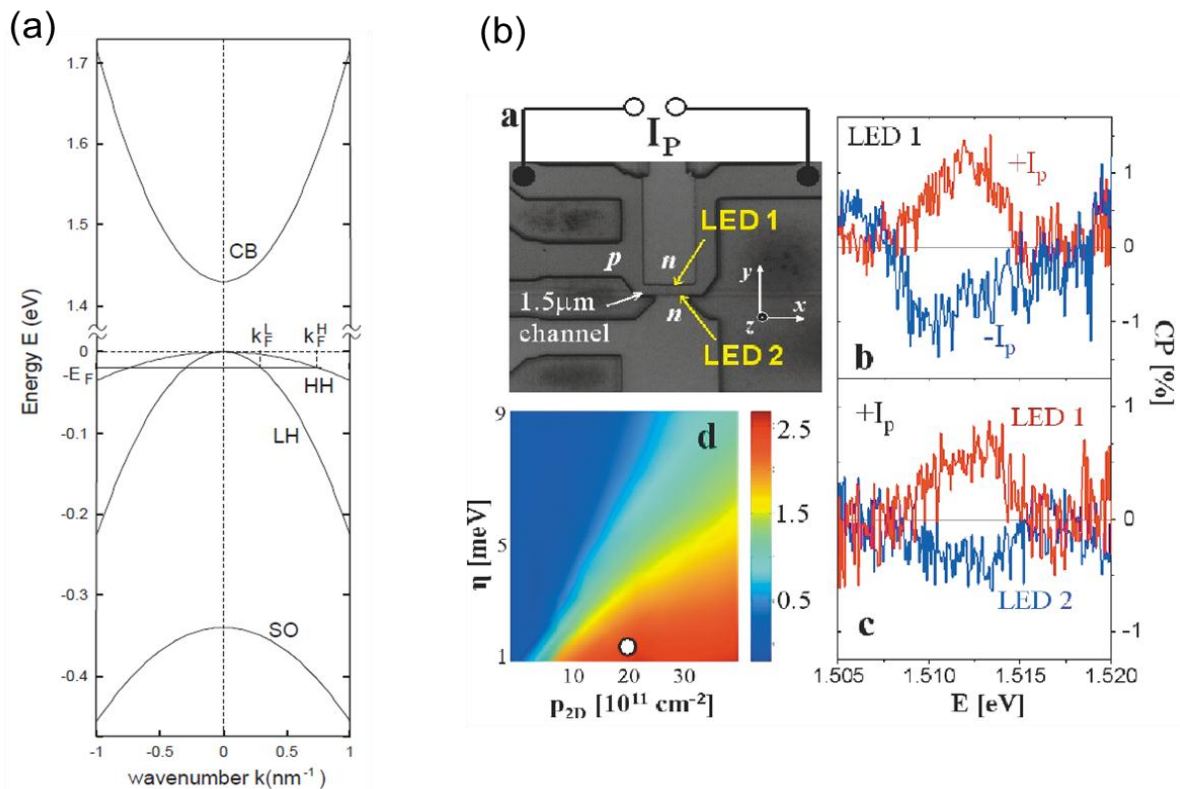 (a)
1.7
1.6
1.5
1.4
CB
Energy E (eV)
k_F^L
k_F^H
0
-E_F
HH
-0.1
LH
-0.2
-0.3
SO
-0.4
-1
-0.5
0
0.5
1
wavenumber k(nm⁻¹)
(b)
a
I_P
LED 1
p
n
1.5μm
channel
n
y
x
z
LED 2
9
5
1
η [meV]
d
2.5
1.5
0.5
10
20
30
p_2D [10¹¹ cm⁻²]
LED 1
+I_p
-I_p
b
1
0
-1
CP [%]
+I_p
LED 1
LED 2
c
1
0
-1
1.505
1.510
1.515
1.520
E [eV]